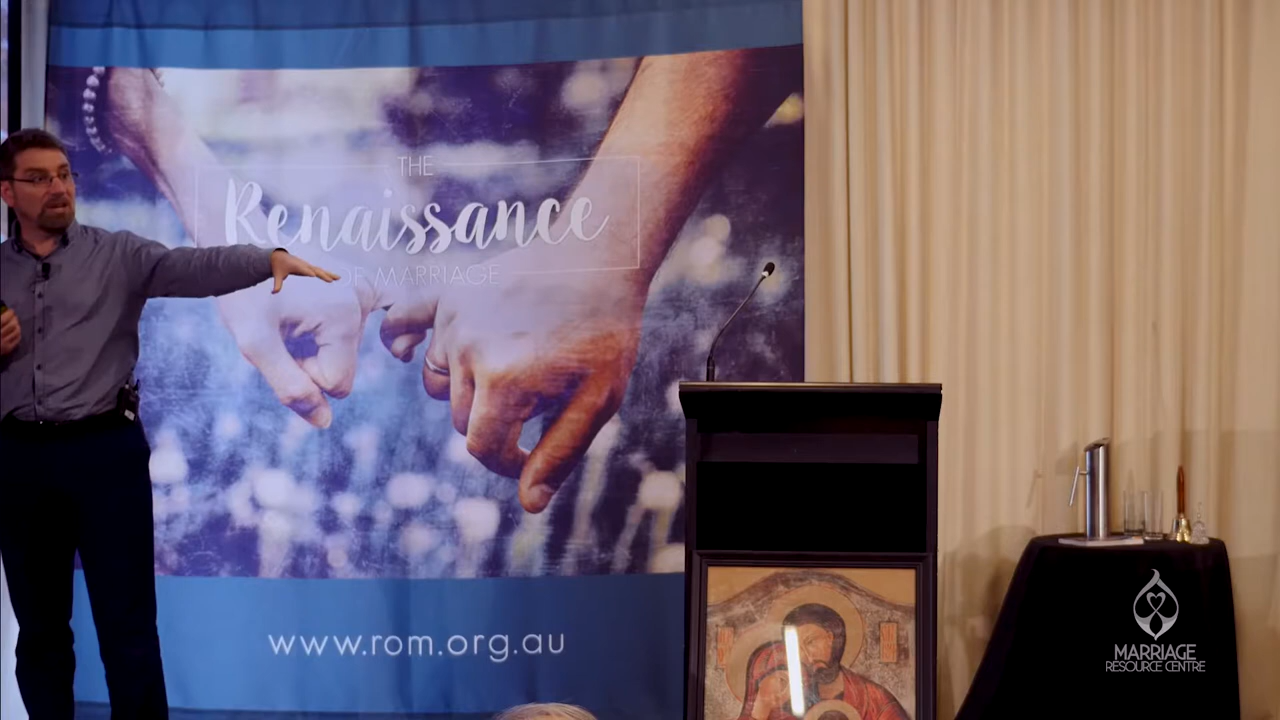 THE
Renaissance
OF MARRIAGE
www.rom.org.au
MARRIAGE
RESOURCE CENTRE